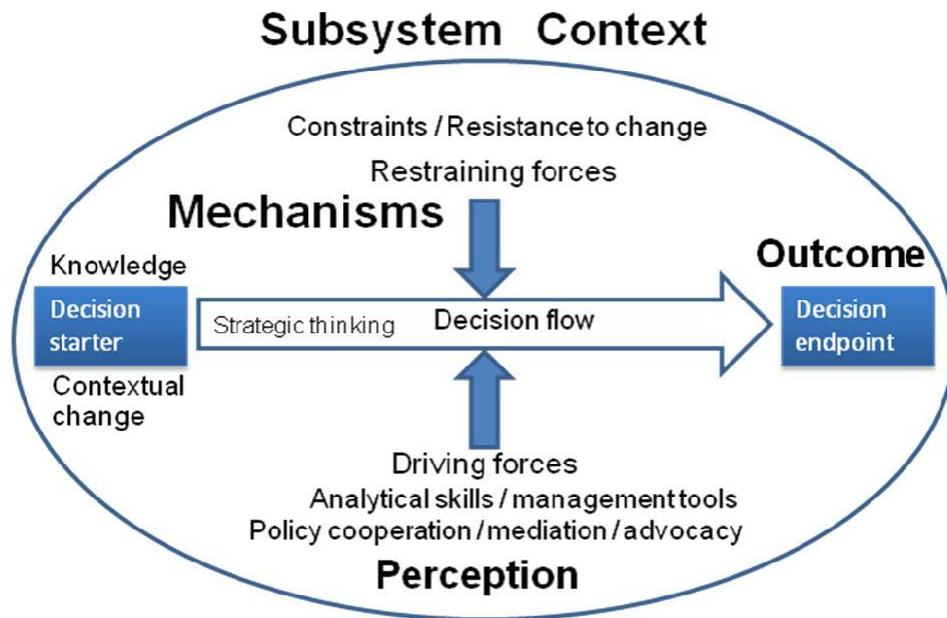 Subsystem Context
Constraints / Resistance to change
Restraining forces
Mechanisms
Outcome
Knowledge
Decision
starter
Strategic thinking
Decision flow
Decision
endpoint
Contextual
change
Driving forces
Analytical skills / management tools
Policy cooperation / mediation / advocacy
Perception